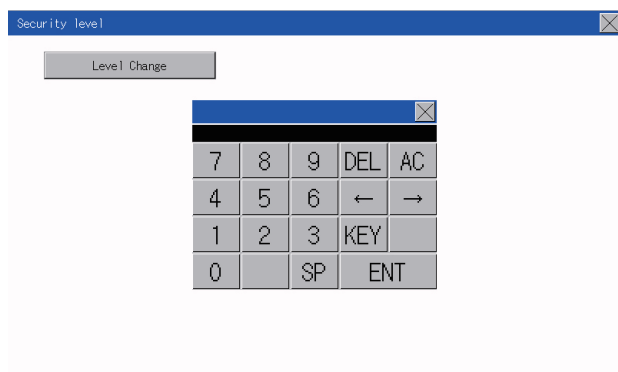 Security level
Level Change
7 8 9 DEL AC
4 5 6 ← →
1 2 3 KEY
0 SP ENT